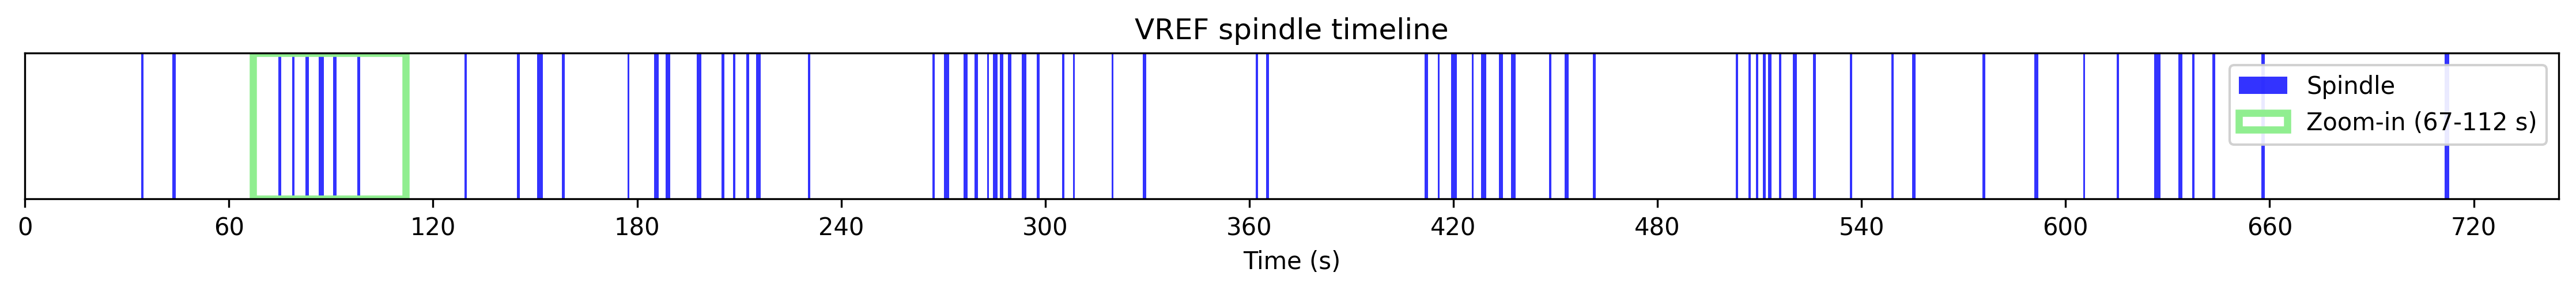 VREF spindle timeline
Spindle
Zoom-in (67-112 s)
0 60 120 180 240 300 360 420 480 540 600 660 720
Time (s)